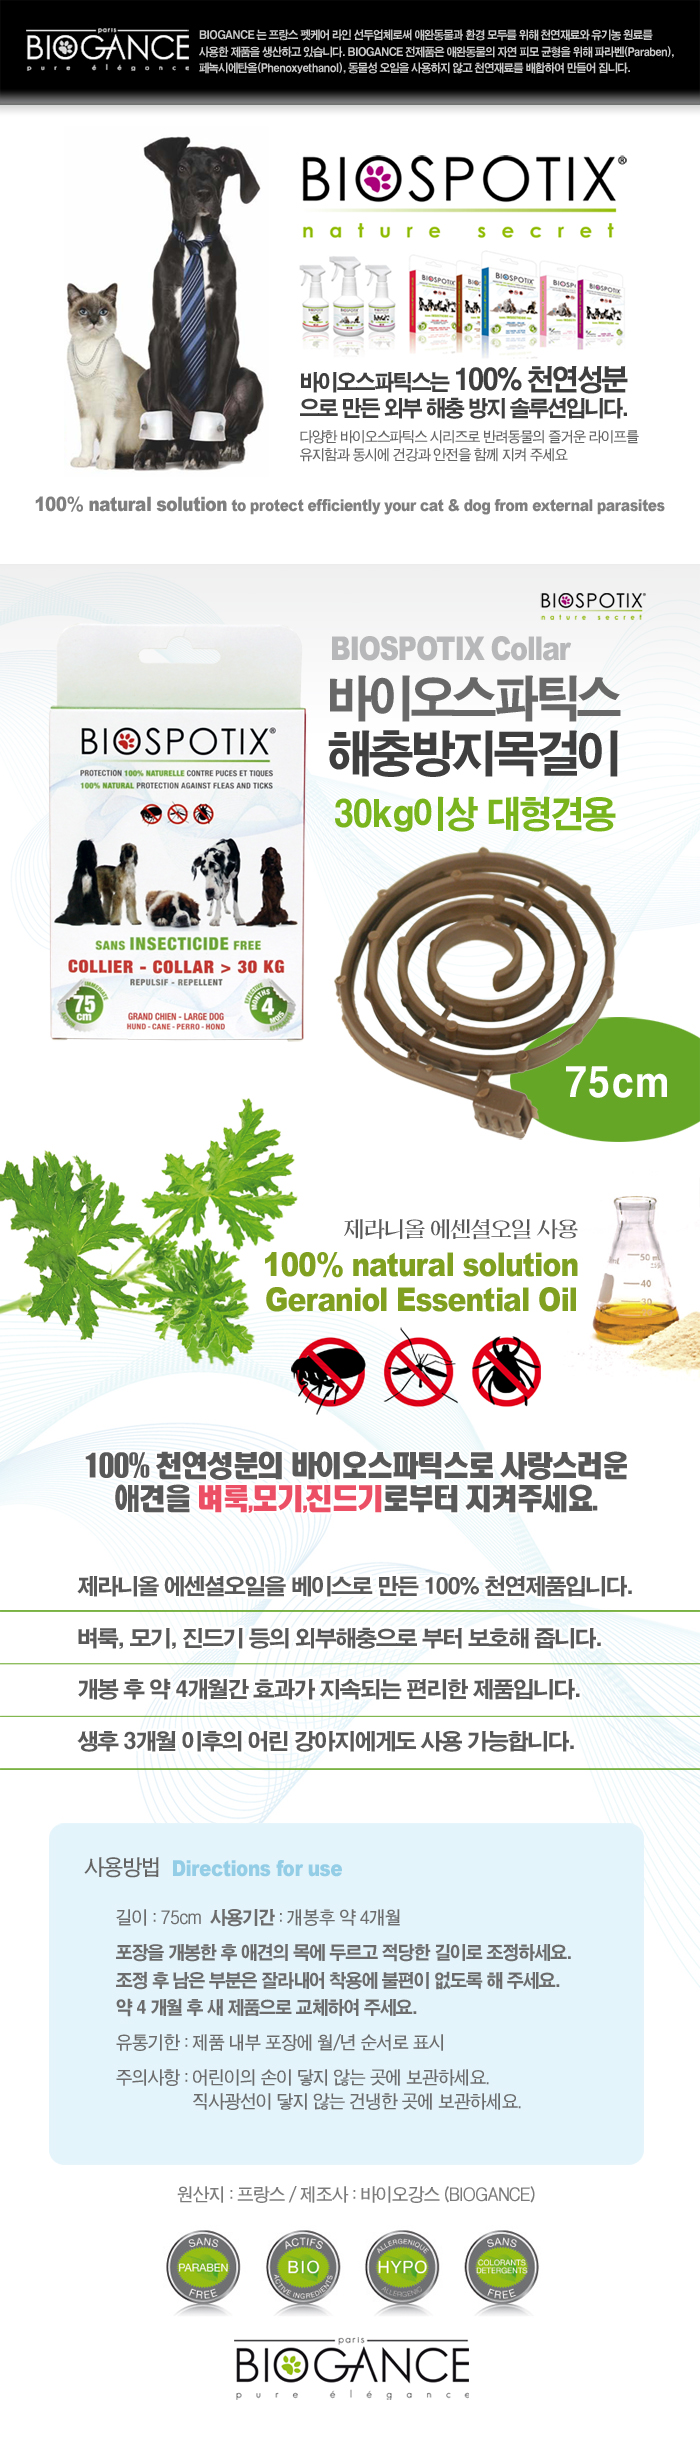 paris
BIOGANCE
pure élégance
BIOGANCE 는 프랑스 펫케어 라인 선두업체로써 애완동물과 환경 모두를 위해 천연재료와 유기농 원료를
사용한 제품을 생산하고 있습니다. BIOGANCE 전제품은 애완동물의 자연 피모 균형을 위해 파라벤(Paraben),
페녹시에탄올(Phenoxyethanol), 동물성 오일을 사용하지 않고 천연재료를 배합하여 만들어 집니다.
BIOSPOTIX®
nature secret
BIOSPOTIX
BIOSPOTIX
BIOSPOTIX
바이오스파틱스는 100% 천연성분
으로 만든 외부 해충 방지 솔루션입니다.
다양한 바이오스파틱스 시리즈로 반려동물의 즐거운 라이프를
유지함과 동시에 건강과 안전을 함께 지켜 주세요
100% natural solution to protect efficiently your cat & dog from external parasites
BIOSPOTIX®
nature secret
BIOSPOTIX Collar
바이오스파틱스
해충방지목걸이
30kg이상 대형견용
BIOSPOTIX®
PROTECTION 100% NATURELLE CONTRE PUCES ET TIQUES
100% NATURAL PROTECTION AGAINST FLEAS AND TICKS
SANS INSECTICIDE FREE
COLLIER - COLLAR > 30 KG
REPULSIF - REPELLENT
75
cm
GRAND CHIEN - LARGE DOG
HUND - CANE - PERRO - HOND
EFFECTIVE
MONTHS
4
MOIS
75cm
제라니올 에센셜오일 사용
100% natural solution
Geraniol Essential Oil
50
40
30
100% 천연성분의 바이오스파틱스로 사랑스러운
애견을 벼룩,모기,진드기로부터 지켜주세요.
제라니올 에센셜오일을 베이스로 만든 100% 천연제품입니다.
벼룩, 모기, 진드기 등의 외부해충으로 부터 보호해 줍니다.
개봉 후 약 4개월간 효과가 지속되는 편리한 제품입니다.
생후 3개월 이후의 어린 강아지에게도 사용 가능합니다.
사용방법 Directions for use
길이 : 75cm 사용기간 : 개봉후 약 4개월
포장을 개봉한 후 애견의 목에 두르고 적당한 길이로 조정하세요.
조정 후 남은 부분은 잘라내어 착용에 불편이 없도록 해 주세요.
약 4 개월 후 새 제품으로 교체하여 주세요.
유통기한 : 제품 내부 포장에 월/년 순서로 표시
주의사항 : 어린이의 손이 닿지 않는 곳에 보관하세요.
직사광선이 닿지 않는 건냉한 곳에 보관하세요.
원산지 : 프랑스 / 제조사 : 바이오강스 (BIOGANCE)
SANS
PARABEN
FREE
ACTIFS
BIO
ACTIVE INGREDIENTS
ALLERGENIQUE
HYPO
ALLERGENIC
SANS
COLORANTS
DETERGENTS
FREE
paris
BIOGANCE
pure élégance